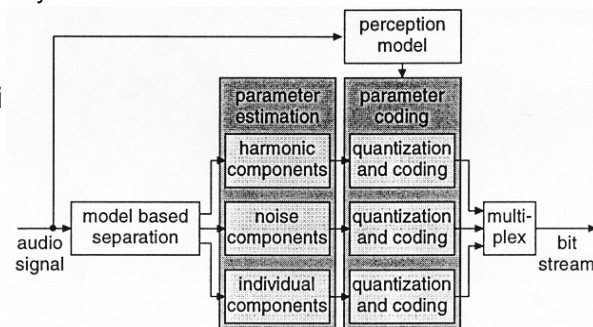 perception
model
parameter
estimation
parameter
coding
harmonic
components
quantization
and coding
model based
separation
noise
components
quantization
and coding
multi-
plex
audio
signal
bit
stream
individual
components
quantization
and coding